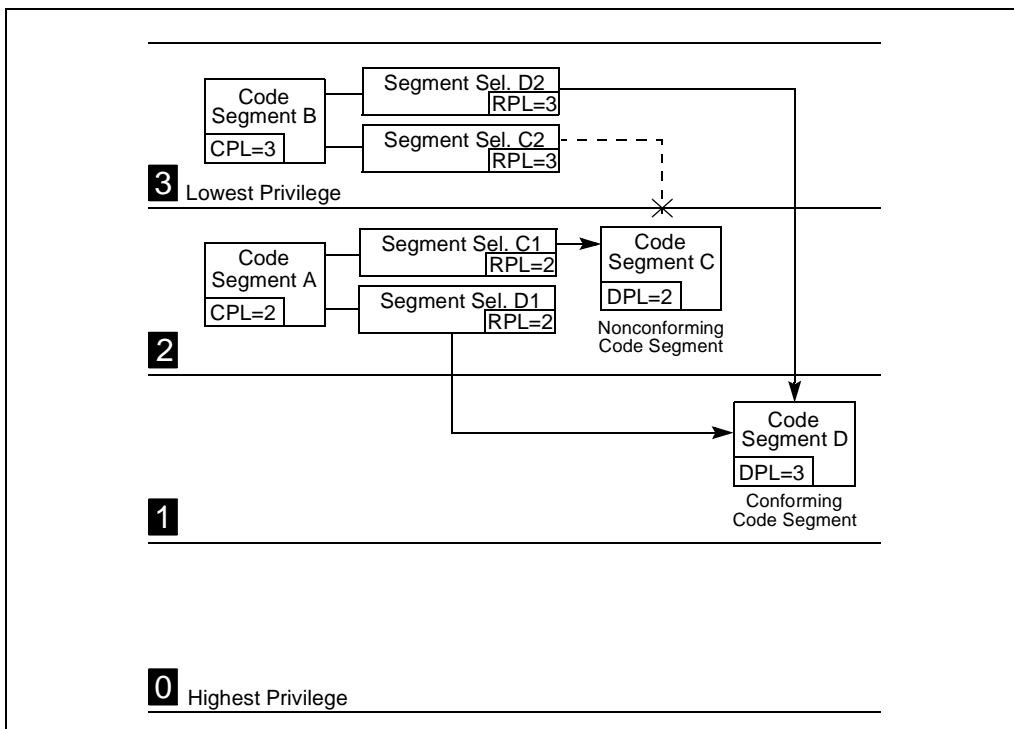 Code
Segment B
CPL=3
Segment Sel. D2
RPL=3
Segment Sel. C2
RPL=3
3 Lowest Privilege
Code
Segment A
CPL=2
Segment Sel. C1
RPL=2
Segment Sel. D1
RPL=2
Code
Segment C
DPL=2
Nonconforming
Code Segment
2
Code
Segment D
DPL=3
Conforming
Code Segment
1
0 Highest Privilege